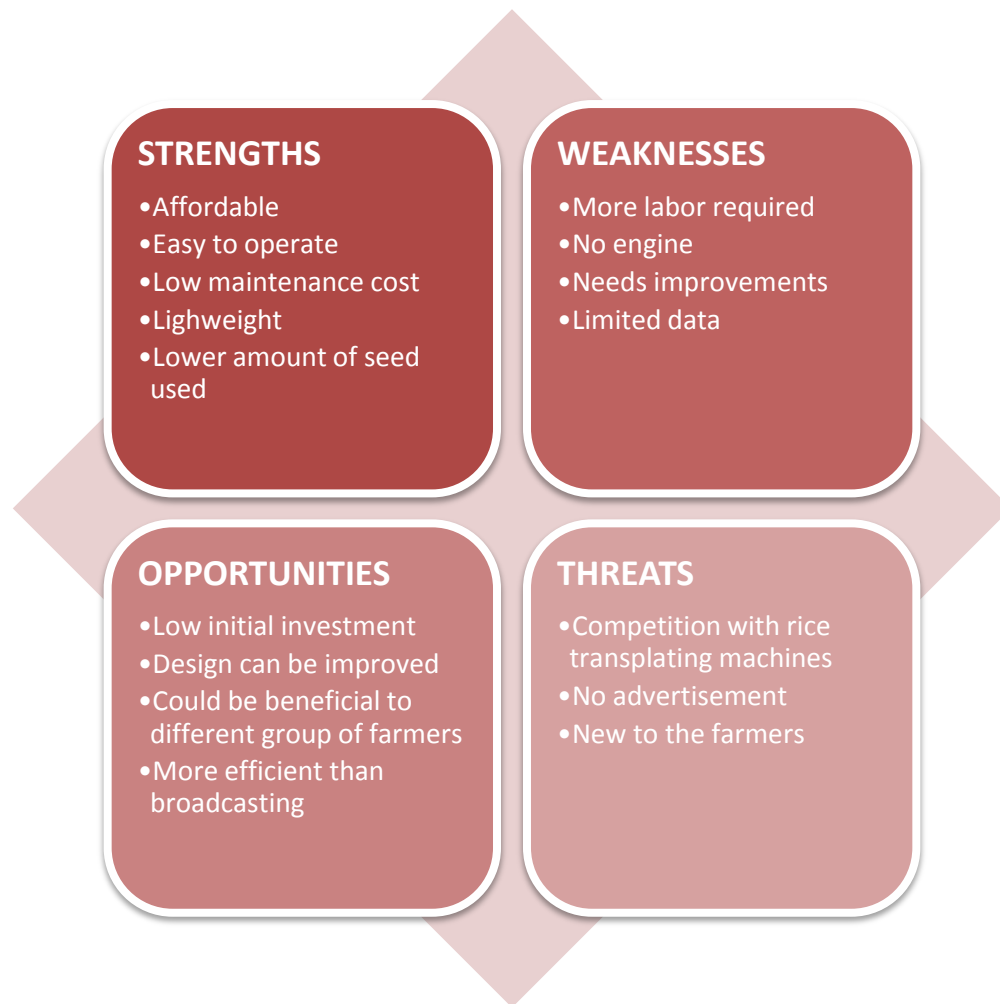 STRENGTHS
•Affordable
•Easy to operate
•Low maintenance cost
•Lighweight
•Lower amount of seed
used
WEAKNESSES
•More labor required
•No engine
•Needs improvements
•Limited data
OPPORTUNITIES
•Low initial investment
•Design can be improved
•Could be beneficial to
different group of farmers
•More efficient than
broadcasting
THREATS
•Competition with rice
transplating machines
•No advertisement
•New to the farmers